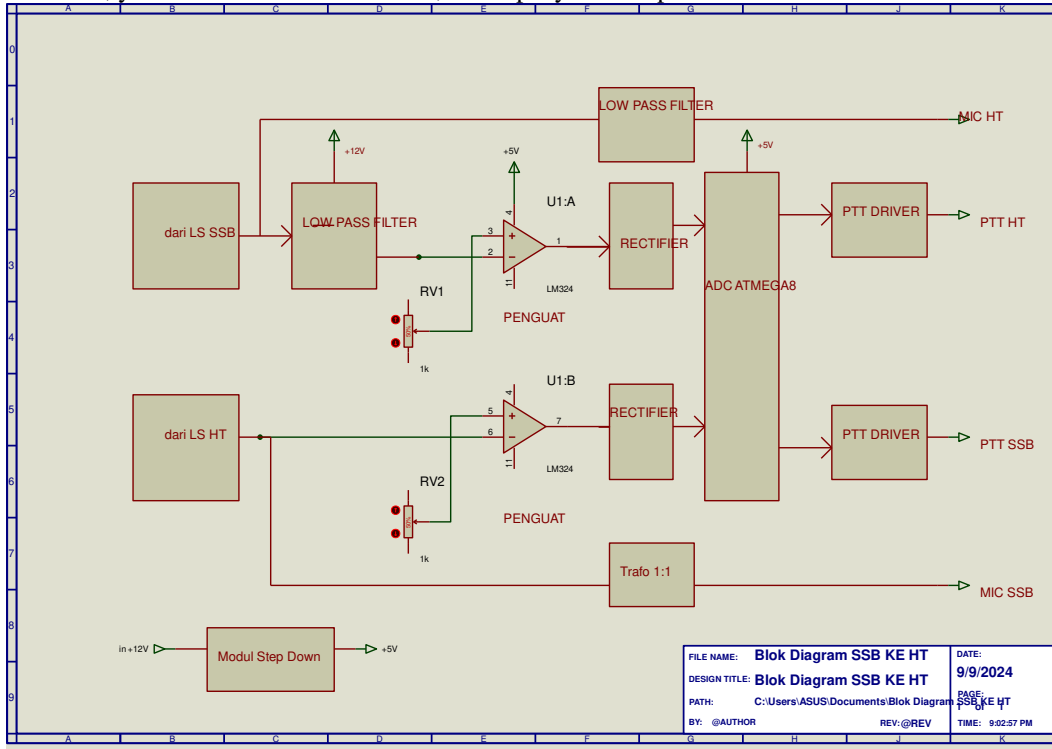 A B C D E F G H J K
0
1
2
3
4
5
6
7
8
9
LOW PASS FILTER
MIC HT
+12V
+5V
+5V
dari LS SSB
LOW PASS FILTER
U1:A
3
2
4
1
11
LM324
RECTIFIER
PTT DRIVER
PTT HT
ADC ATMEGA8
RV1
50%
1k
PENGUAT
dari LS HT
U1:B
5
6
4
7
11
LM324
RECTIFIER
PTT DRIVER
PTT SSB
RV2
50%
1k
PENGUAT
Trafo 1:1
MIC SSB
in +12V
Modul Step Down
+5V
FILE NAME: Blok Diagram SSB KE HT
DESIGN TITLE: Blok Diagram SSB KE HT
PATH: C:\Users\ASUS\Documents\Blok Diagram SSB KE HT
BY: @AUTHOR
REV: @REV
DATE:
9/9/2024
PAGE:
1 of 1
TIME: 9:02:57 PM
A B C D E F G H J K